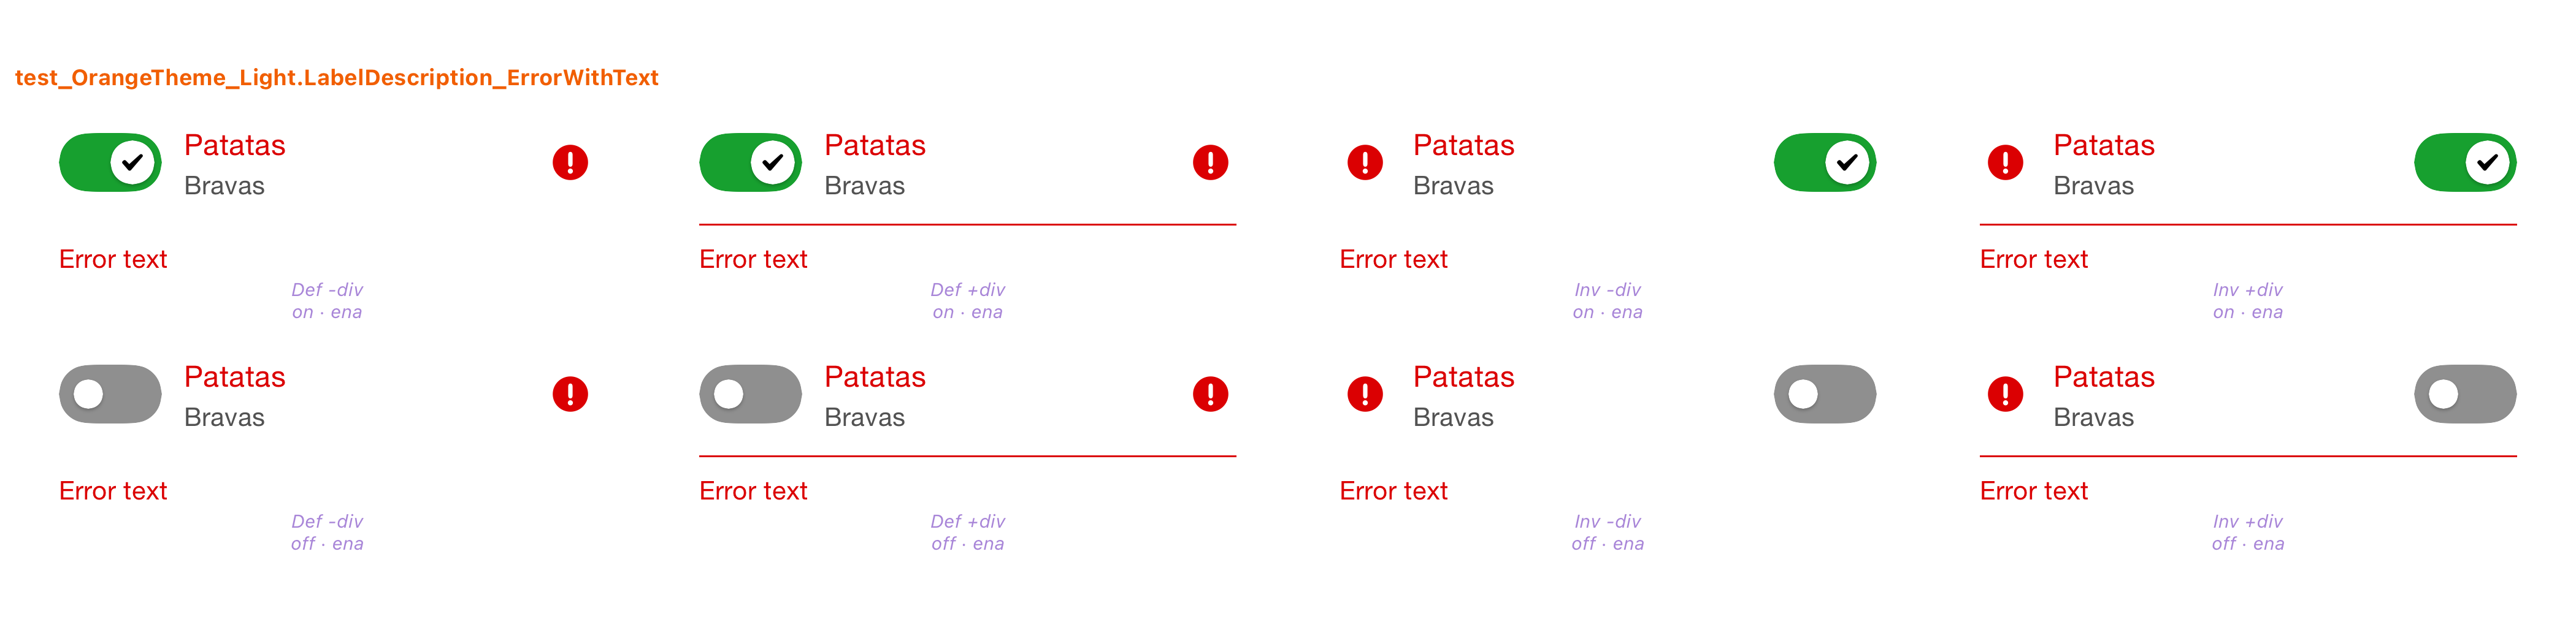 test_OrangeTheme_Light.LabelDescription_ErrorWithText
Patatas
Bravas
Error text
Def -div
on · ena
Patatas
Bravas
Error text
Def +div
on · ena
Patatas
Bravas
Error text
Inv -div
on · ena
Patatas
Bravas
Error text
Inv +div
on · ena
Patatas
Bravas
Error text
Def -div
off · ena
Patatas
Bravas
Error text
Def +div
off · ena
Patatas
Bravas
Error text
Inv -div
off · ena
Patatas
Bravas
Error text
Inv +div
off · ena